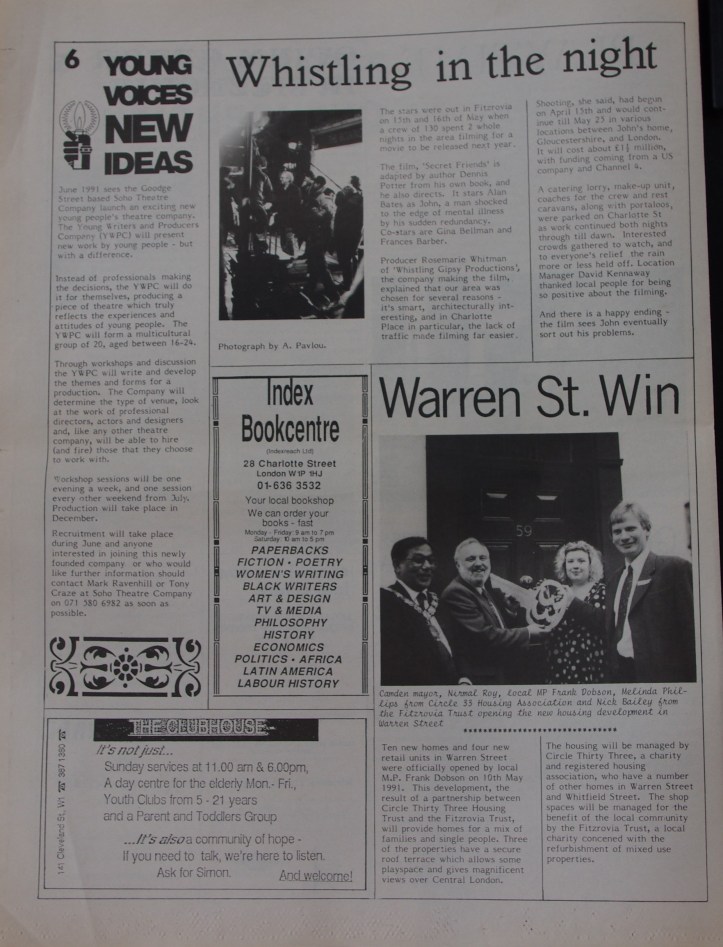 6
YOUNG
VOICES
NEW
IDEAS
June 1991 sees the Goodge
Street based Soho Theatre
Company launch an exciting new
young people's theatre company.
The Young Writers and Producers
Company (YWPC) will present
new work by young people - but
with a difference.
Instead of professionals making
the decisions, the YWPC will do
it for themselves, producing a
piece of theatre which truly
reflects the experiences and
attitudes of young people. The
YWPC will form a multicultural
group of 20, aged between 16-24.
Through workshops and discussion
the YWPC will write and develop
the themes and forms for a
production. The Company will
determine the type of venue, look
at the work of professional
directors, actors and designers
and, like any other theatre
company, will be able to hire
(and fire) those that they choose
to work with.
Workshop sessions will be one
evening a week, and one session
every other weekend from July.
Production will take place in
December.
Recruitment will take place
during June and anyone
interested in joining this newly
founded company or who would
like further information should
contact Mark Ravenhill or Tony
Craze at Soho Theatre Company
on 071 380 6982 as soon as
possible.
Whistling in the night
Photograph by A. Pavlou.
The stars were out in Fitzrovia
on 15th and 16th of May when
a crew of 130 spent 2 whole
nights in the area filming for a
movie to be released next year.
The film, 'Secret Friends' is
adapted by author Dennis
Potter from his own book, and
he also directs. It stars Alan
Bates as John, a man shocked
to the edge of mental illness
by his sudden redundancy.
Co-stars are Gina Bellman and
Frances Barber.
Producer Rosemarie Whitman
of 'Whistling Gipsy Productions',
the company making the film,
explained that our area was
chosen for several reasons -
it's smart, architecturally int-
eresting, and in Charlotte
Place in particular, the lack of
traffic made filming far easier.
Shooting, she said, had begun
on April 15th and would cont-
inue till May 25 in various
locations between John's home,
Gloucestershire, and London.
It will cost about £1½ million,
with funding coming from a US
company and Channel 4.
A catering lorry, make-up unit,
coaches for the crew and rest
caravans, along with portaloos,
were parked on Charlotte St
as work continued both nights
through till dawn. Interested
crowds gathered to watch, and
to everyone's relief the rain
more or less held off. Location
Manager David Kennaway
thanked local people for being
so positive about the filming.
And there is a happy ending -
the film sees John eventually
sort out his problems.
Index
Bookcentre
(Indexreach Ltd)
28 Charlotte Street
London W1P 1HJ
01-636 3532
Your local bookshop
We can order your
books - fast
Monday - Friday: 9 am to 7 pm
Saturday: 10 am to 5 pm
PAPERBACKS
FICTION • POETRY
WOMEN'S WRITING
BLACK WRITERS
ART & DESIGN
TV & MEDIA
PHILOSOPHY
HISTORY
ECONOMICS
POLITICS • AFRICA
LATIN AMERICA
LABOUR HISTORY
Warren St. Win
59
Camden mayor, Nirmal Roy, local MP Frank Dobson, Melinda Phil-
lips from Circle 33 Housing Association and Nick Bailey from
the Fitzrovia Trust opening the new housing development in
Warren Street
Ten new homes and four new
retail units in Warren Street
were officially opened by local
M.P. Frank Dobson on 10th May
1991. This development, the
result of a partnership between
Circle Thirty Three Housing
Trust and the Fitzrovia Trust,
will provide homes for a mix of
families and single people. Three
of the properties have a secure
roof terrace which allows some
playspace and gives magnificent
views over Central London.
The housing will be managed by
Circle Thirty Three, a charity
and registered housing
association, who have a number
of other homes in Warren Street
and Whitfield Street. The shop
spaces will be managed for the
benefit of the local community
by the Fitzrovia Trust, a local
charity concened with the
refurbishment of mixed use
properties.
THE CLUBHOUSE
141 Cleveland St., W1 ☎ 387 1360 ☎
It's not just...
Sunday services at 11.00 am & 6.00pm,
A day centre for the elderly Mon.- Fri.,
Youth Clubs from 5 - 21 years
and a Parent and Toddlers Group
...It's also a community of hope -
If you need to talk, we're here to listen.
Ask for Simon.
And welcome!